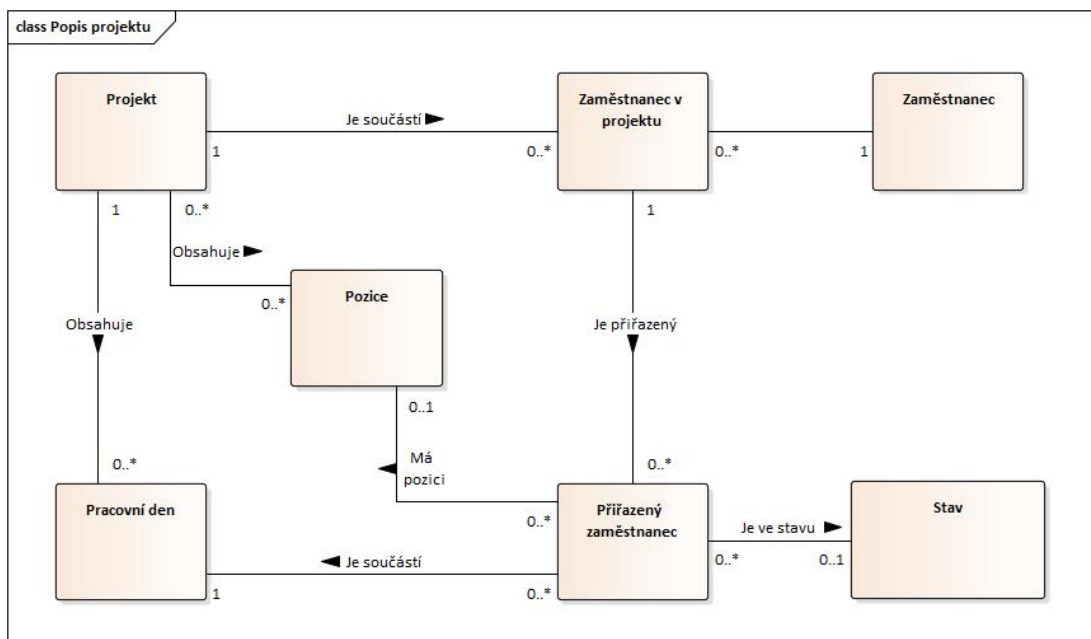 class Popis projektu
Projekt
Zaměstnanec v
projektu
Zaměstnanec
Je součástí
1
0..*
0..*
1
1
0..*
1
Obsahuje
0..*
Pozice
Obsahuje
Je přiřazený
0..1
Má
pozici
0..*
0..*
Pracovní den
Přiřazený
zaměstnanec
Stav
0..*
Je ve stavu
0..*
0..1
Je součástí
1
0..*